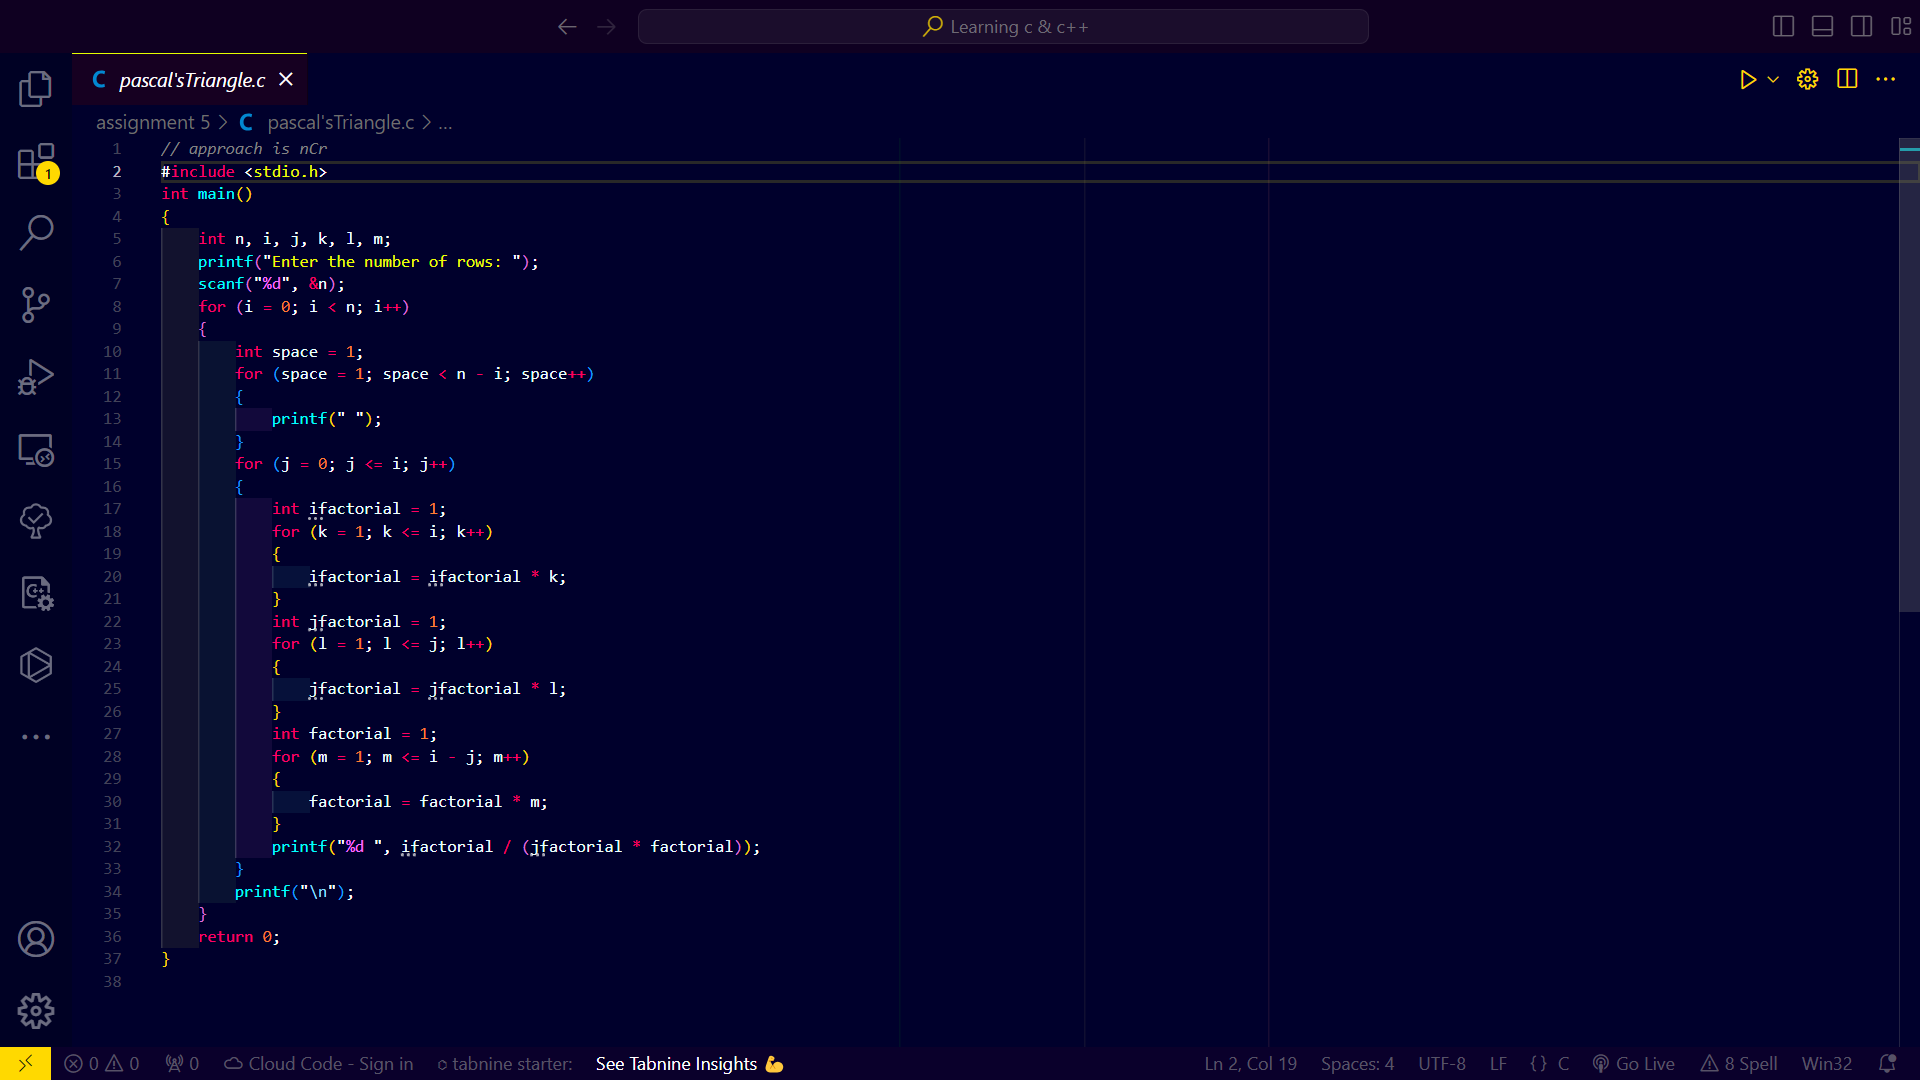 Learning c & c++
C pascal'sTriangle.c
assignment 5 > C pascal'sTriangle.c > ...
1
1 // approach is nCr
2 #include <stdio.h>
3 int main()
4 {
5 int n, i, j, k, l, m;
6 printf("Enter the number of rows: ");
7 scanf("%d", &n);
8 for (i = 0; i < n; i++)
9 {
10 int space = 1;
11 for (space = 1; space < n - i; space++)
12 {
13 printf(" ");
14 }
15 for (j = 0; j <= i; j++)
16 {
17 int ifactorial = 1;
18 for (k = 1; k <= i; k++)
19 {
20 ifactorial = ifactorial * k;
21 }
22 int jfactorial = 1;
23 for (l = 1; l <= j; l++)
24 {
25 jfactorial = jfactorial * l;
26 }
27 int factorial = 1;
28 for (m = 1; m <= i - j; m++)
29 {
30 factorial = factorial * m;
31 }
32 printf("%d ", ifactorial / (jfactorial * factorial));
33 }
34 printf("\n");
35 }
36 return 0;
37 }
38
0 0 0 Cloud Code - Sign in tabnine starter: See Tabnine Insights 💪 Ln 2, Col 19 Spaces: 4 UTF-8 LF {} C Go Live 8 Spell Win32